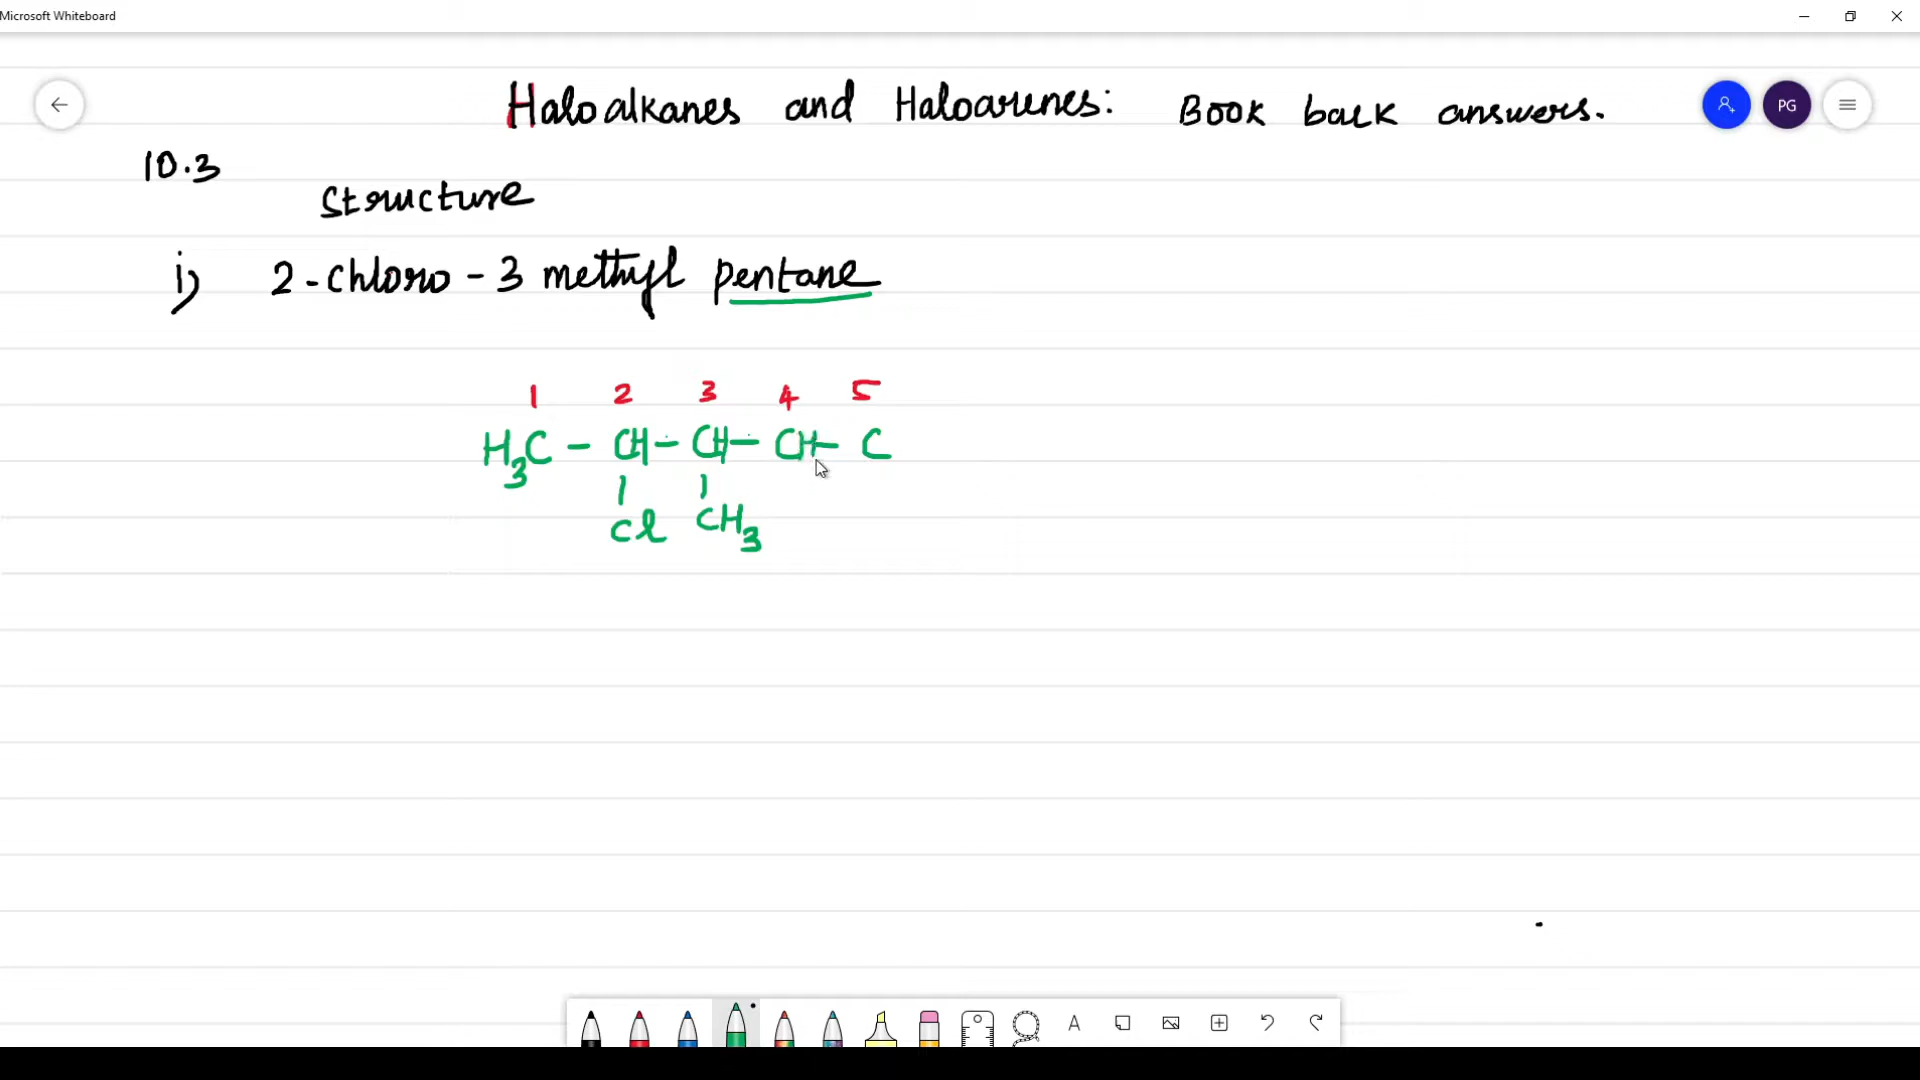 Microsoft Whiteboard
Haloalkanes and Haloarenes: Book back answers.
PG
10.3
Structure
i) 2-chloro-3 methyl pentane
1 2 3 4 5
H3C - CH - CH - CH - C
Cl CH3
A